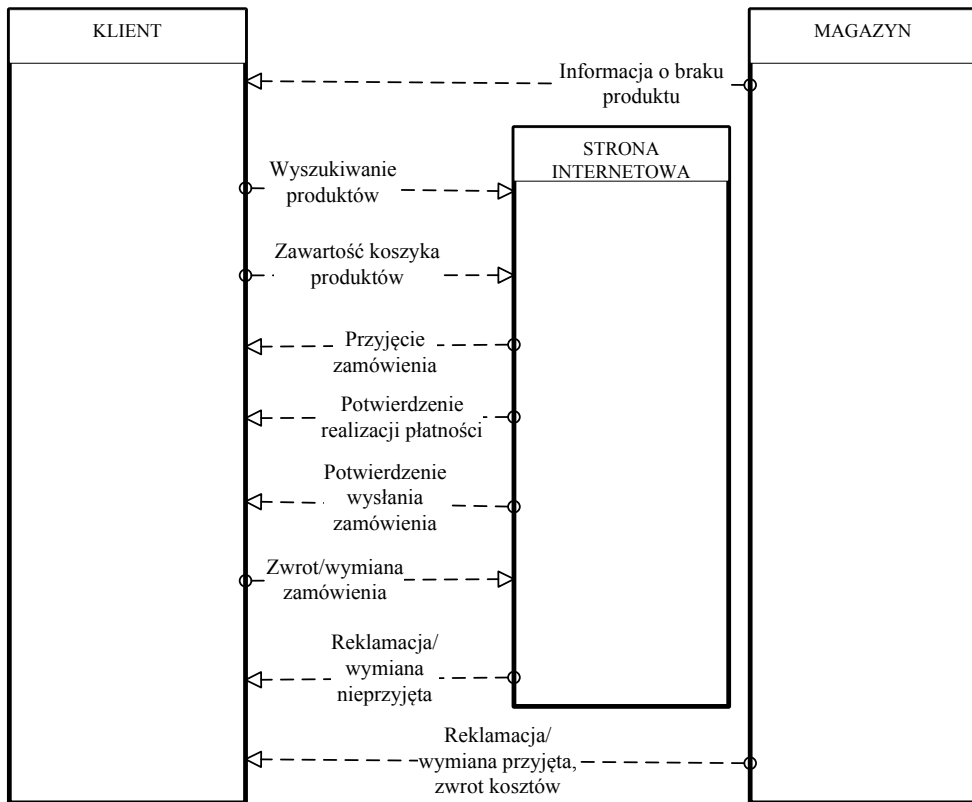 KLIENT
MAGAZYN
Informacja o braku
produktu
STRONA
INTERNETOWA
Wyszukiwanie
produktów
Zawartość koszyka
produktów
Przyjęcie
zamówienia
Potwierdzenie
realizacji płatności
Potwierdzenie
wysłania
zamówienia
Zwrot/wymiana
zamówienia
Reklamacja/
wymiana
nieprzyjęta
Reklamacja/
wymiana przyjęta,
zwrot kosztów